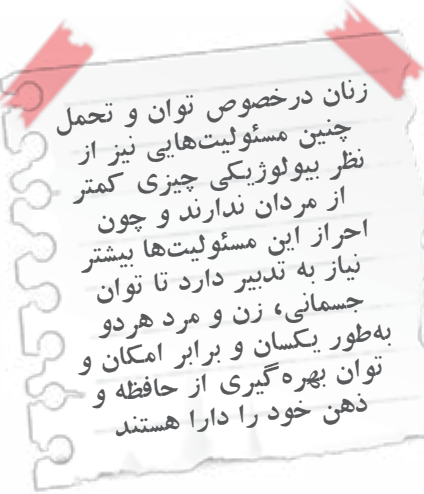 زنان درخصوص توان و تحمل
چنین مسئولیت‌هایی نیز از
نظر بیولوژیکی چیزی کمتر
از مردان ندارند و چون
احراز این مسئولیت‌ها بیشتر
نیاز به تدبیر دارد تا توان
جسمانی، زن و مرد هردو
به‌طور یکسان و برابر امکان و
توان بهره‌گیری از حافظه و
ذهن خود را دارا هستند